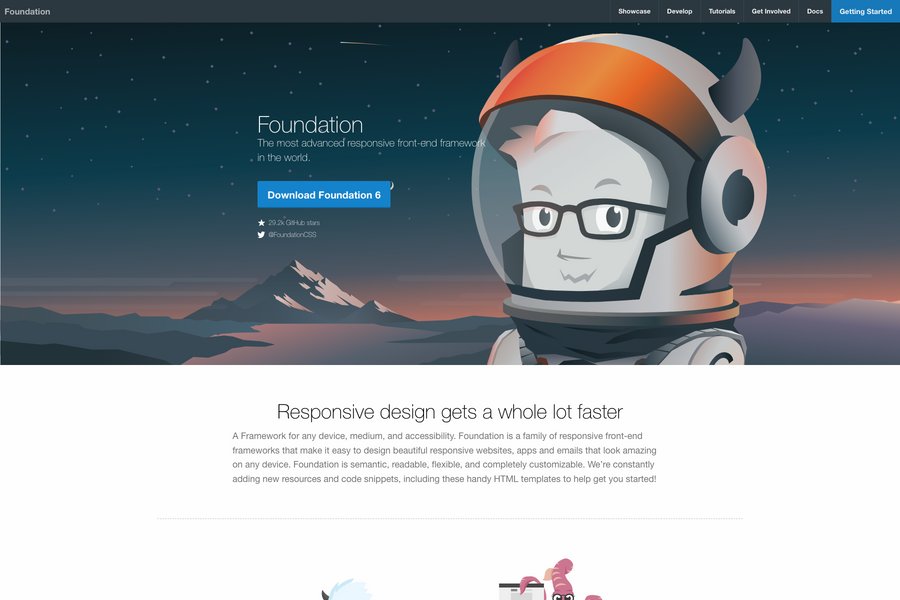 Foundation
Showcase
Develop
Tutorials
Get Involved
Docs
Getting Started
Foundation
The most advanced responsive front-end framework
in the world.
Download Foundation 6
29.2k GitHub stars
@FoundationCSS
Responsive design gets a whole lot faster
A Framework for any device, medium, and accessibility. Foundation is a family of responsive front-end
frameworks that make it easy to design beautiful responsive websites, apps and emails that look amazing
on any device. Foundation is semantic, readable, flexible, and completely customizable. We're constantly
adding new resources and code snippets, including these handy HTML templates to help get you started!